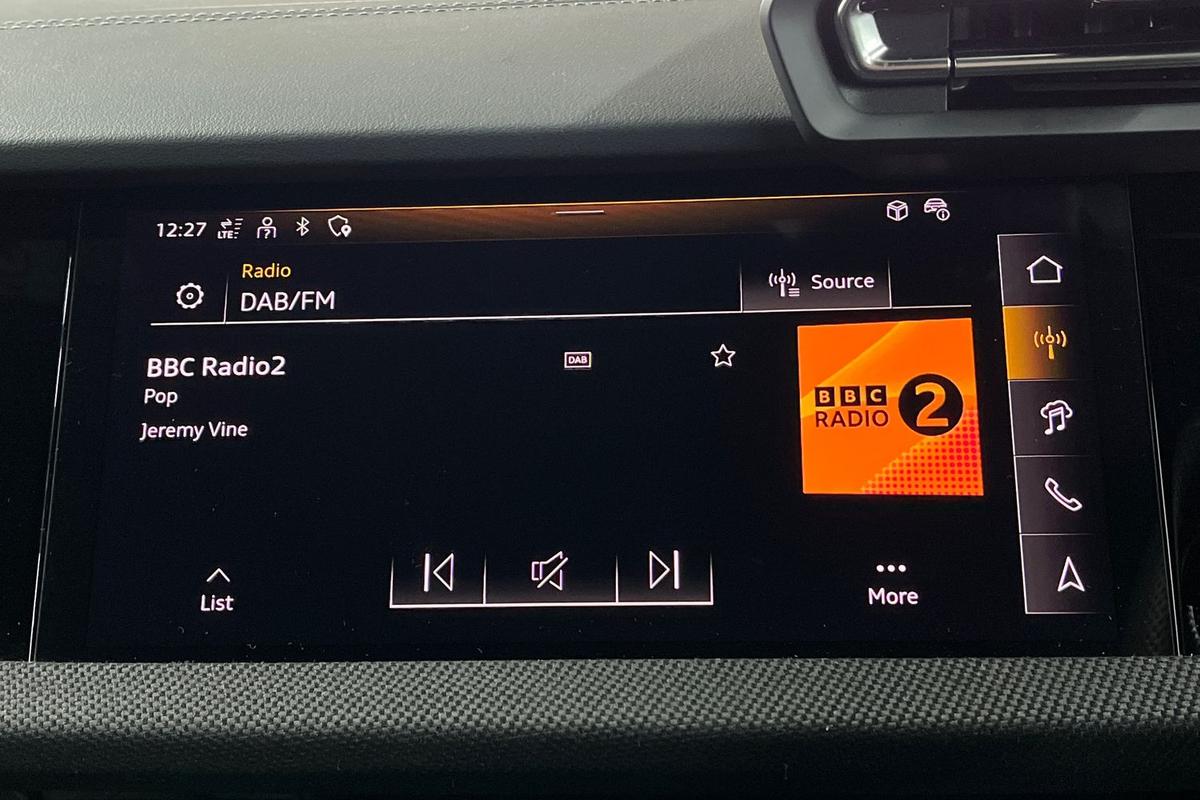 12:27
LTE
Radio
DAB/FM
Source
BBC Radio2
DAB
Pop
Jeremy Vine
BBC
RADIO 2
List
More